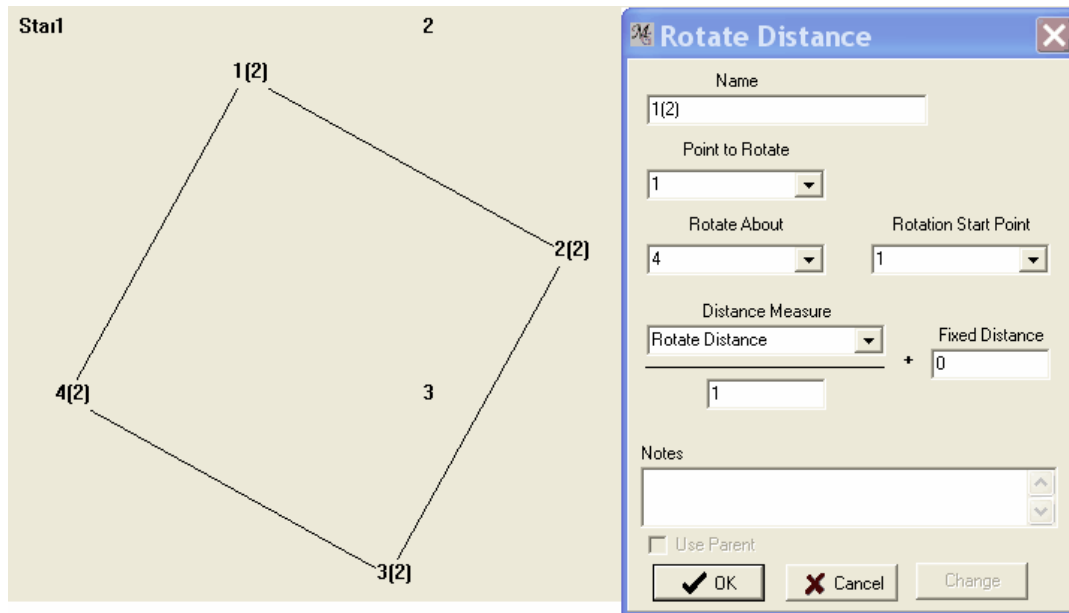 Star1
2
1(2)
2(2)
4(2)
3
3(2)
Rotate Distance
Name
1(2)
Point to Rotate
1
Rotate About
Rotation Start Point
4
1
Distance Measure
Fixed Distance
Rotate Distance
+
0
1
Notes
Use Parent
OK
Cancel
Change